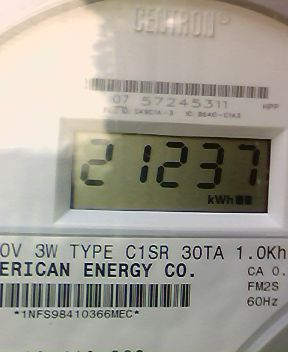 CENTRON®
07 57245311
21237
kWh
0V 3W TYPE C1SR 30TA 1.0Kh
ERICAN ENERGY CO.
CA 0.
FM2S
60Hz
*1NFS98410366MEC*